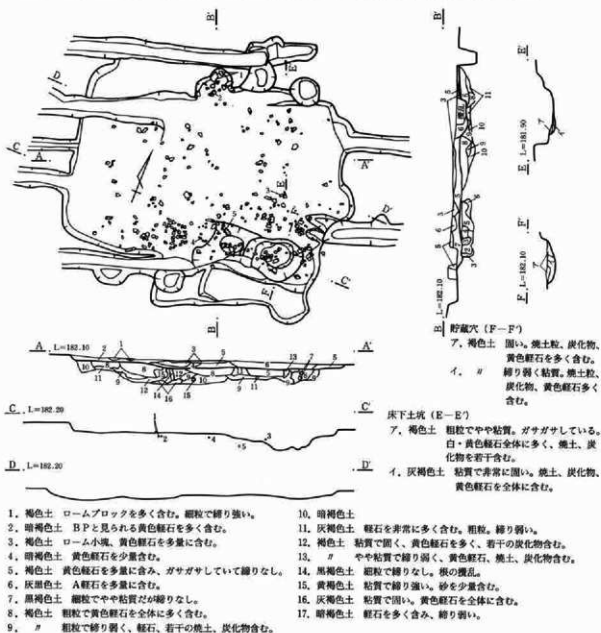 B'
E'
D
C
A
A'
D'
C'
B
B'
E'
L=181.90
E
F'
L=182.10
F
L=182.10
B
貯蔵穴（F－F'）
ア、褐色土　固い。焼土粒、炭化物、
黄色軽石を多く含む。
イ、〃　締り弱く粘質。焼土粒、
炭化物、黄色軽石多く
含む。
床下土坑（E－E'）
ア、褐色土　粗粒でやや粘質。ガサガサしている。
白・黄色軽石全体に多く、焼土、炭
化物を若干含む。
イ、灰褐色土　粘質で非常に固い。焼土、炭化物、
黄色軽石を全体に含む。
A　L=182.10　A'
C　L=182.20　C'
D　L=182.20　D'
1．褐色土　ロームブロックを多く含む。細粒で締り強い。
2．暗褐色土　BPと見られる黄色軽石を多く含む。
3．褐色土　ローム小塊、黄色軽石を多量に含む。
4．暗褐色土　黄色軽石を少量含む。
5．褐色土　黄色軽石を多量に含み、ガサガサしていて締りなし。
6．灰黒色土　A軽石を多量に含む。
7．黒褐色土　細粒でやや粘質だが締りなし。
8．褐色土　粗粒で黄色軽石を全体に多く含む。
9．〃　粗粒で締り弱く、軽石、若干の焼土、炭化物含む。
10．暗褐色土
11．灰褐色土　軽石を非常に多く含む。粗粒。締り弱い。
12．褐色土　粘質で固く、黄色軽石を多く、若干の炭化物含む。
13．〃　やや粘質で締り弱く、黄色軽石、焼土、炭化物含む。
14．黒褐色土　細粒で締りなし。根の攪乱。
15．黄褐色土　粘質で締り強い。砂を少量含む。
16．灰褐色土　粘質で固い。黄色軽石を全体に含む。
17．暗褐色土　軽石を多く含み、締り弱い。